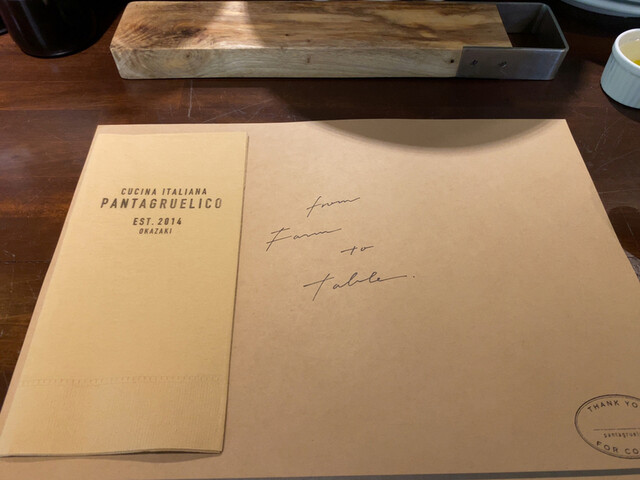 CUCINA ITALIANA
PANTAGRUELICO
EST. 2014
OKAZAKI
from
Farm
to
Table.
THANK YO
FOR CO